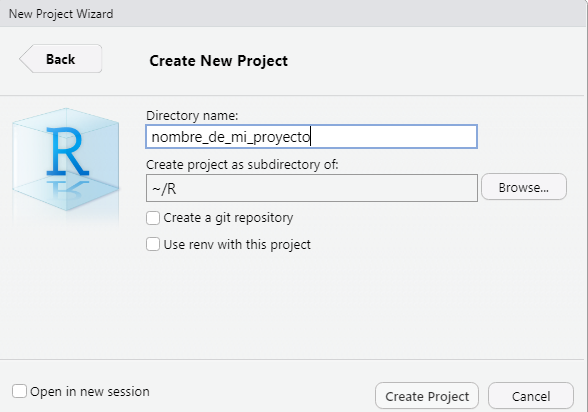 New Project Wizard
Back
Create New Project
R
Directory name:
nombre_de_mi_proyecto
Create project as subdirectory of:
~/R
Browse...
Create a git repository
Use renv with this project
Open in new session
Create Project
Cancel